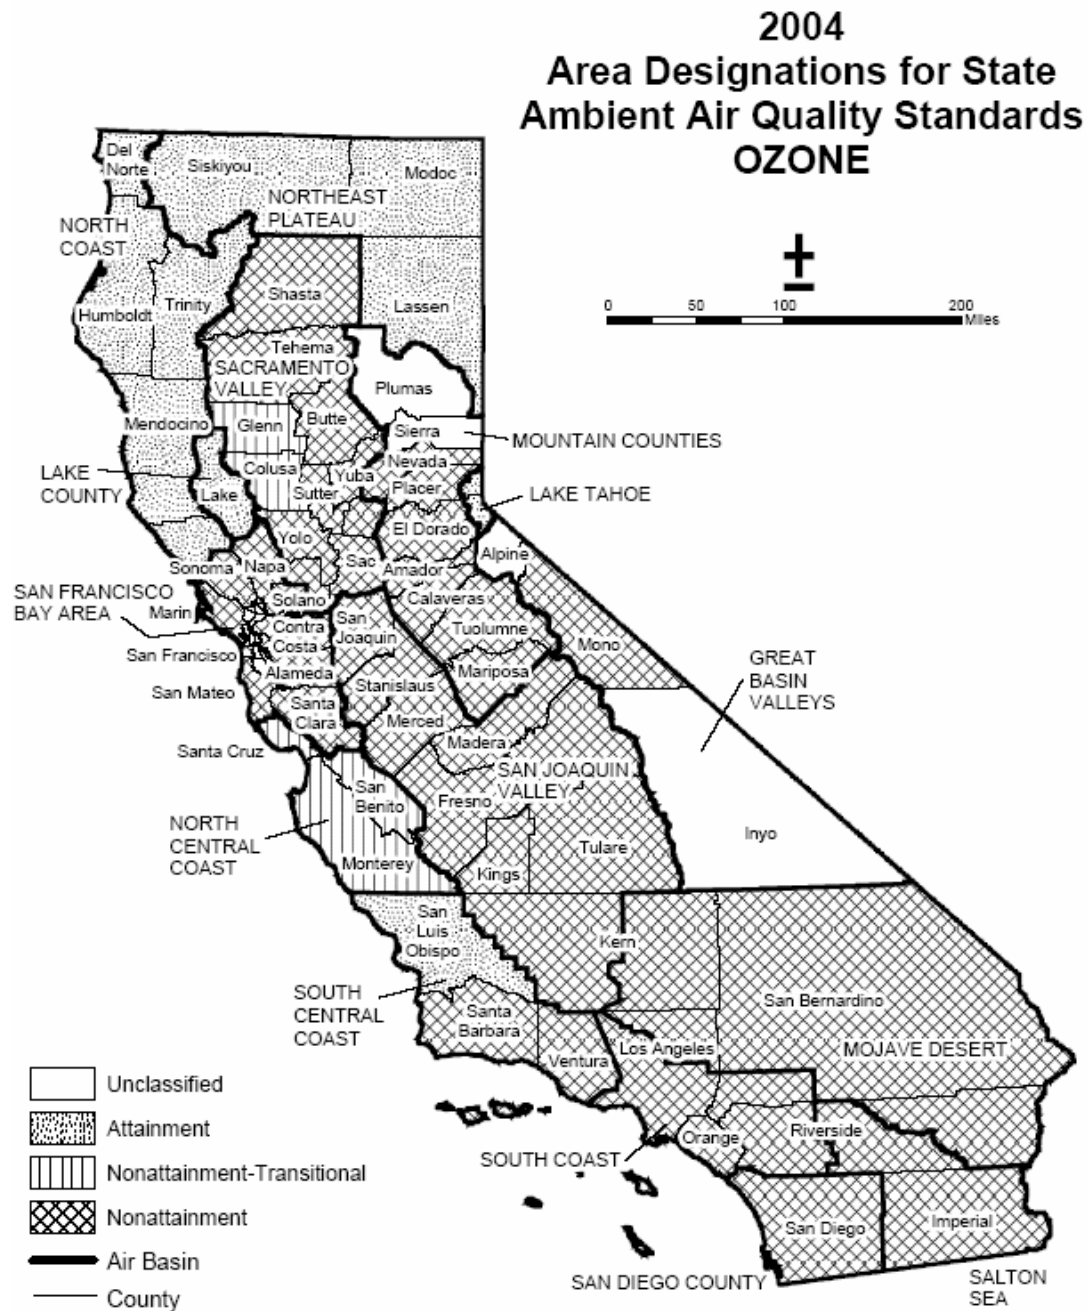 2004
Area Designations for State
Ambient Air Quality Standards
OZONE
0 50 100 200
Miles
Del
Norte
Siskiyou
Modoc
NORTHEAST
PLATEAU
NORTH
COAST
Humboldt
Trinity
Shasta
Lassen
Tehema
SACRAMENTO
VALLEY
Plumas
Mendocino
Glenn
Butte
Sierra
MOUNTAIN COUNTIES
Colusa
Yuba
Nevada
Placer
LAKE
COUNTY
Lake
Sutter
LAKE TAHOE
Yolo
El Dorado
Alpine
Sonoma
Napa
Sac
Amador
SAN FRANCISCO
BAY AREA
Solano
Calaveras
Marin
Contra
Costa
San
Joaquin
Tuolumne
Mono
San Francisco
Alameda
Mariposa
GREAT
BASIN
VALLEYS
San Mateo
Stanislaus
Santa
Clara
Merced
Santa Cruz
Madera
SAN JOAQUIN
VALLEY
San
Benito
Fresno
NORTH
CENTRAL
COAST
Inyo
Tulare
Monterey
Kings
San
Luis
Obispo
Kern
SOUTH
CENTRAL
COAST
Santa
Barbara
San Bernardino
Ventura
Los Angeles
MOJAVE DESERT
Orange
Riverside
SOUTH COAST
San Diego
Imperial
SAN DIEGO COUNTY
SALTON
SEA
Unclassified
Attainment
Nonattainment-Transitional
Nonattainment
Air Basin
County